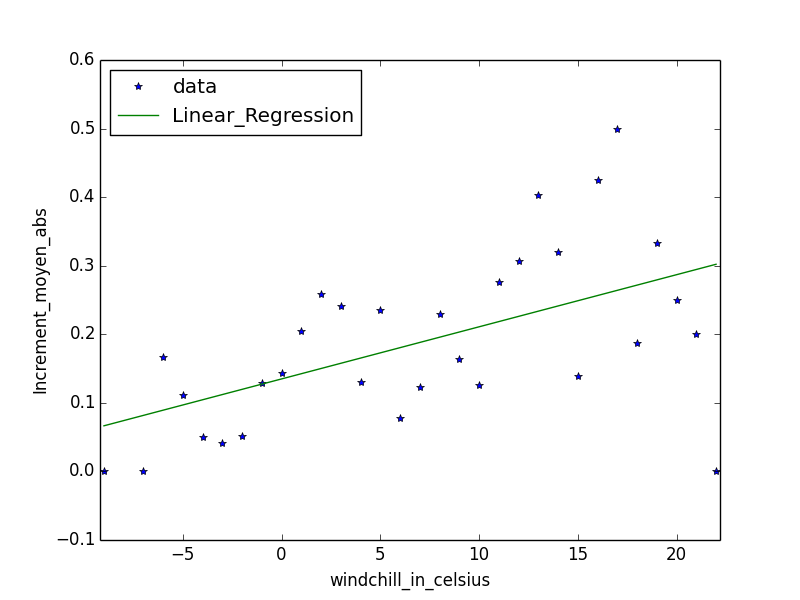 0.6
0.5
0.4
0.3
0.2
0.1
0.0
−0.1
Increment_moyen_abs
data
Linear_Regression
−5 0 5 10 15 20
windchill_in_celsius